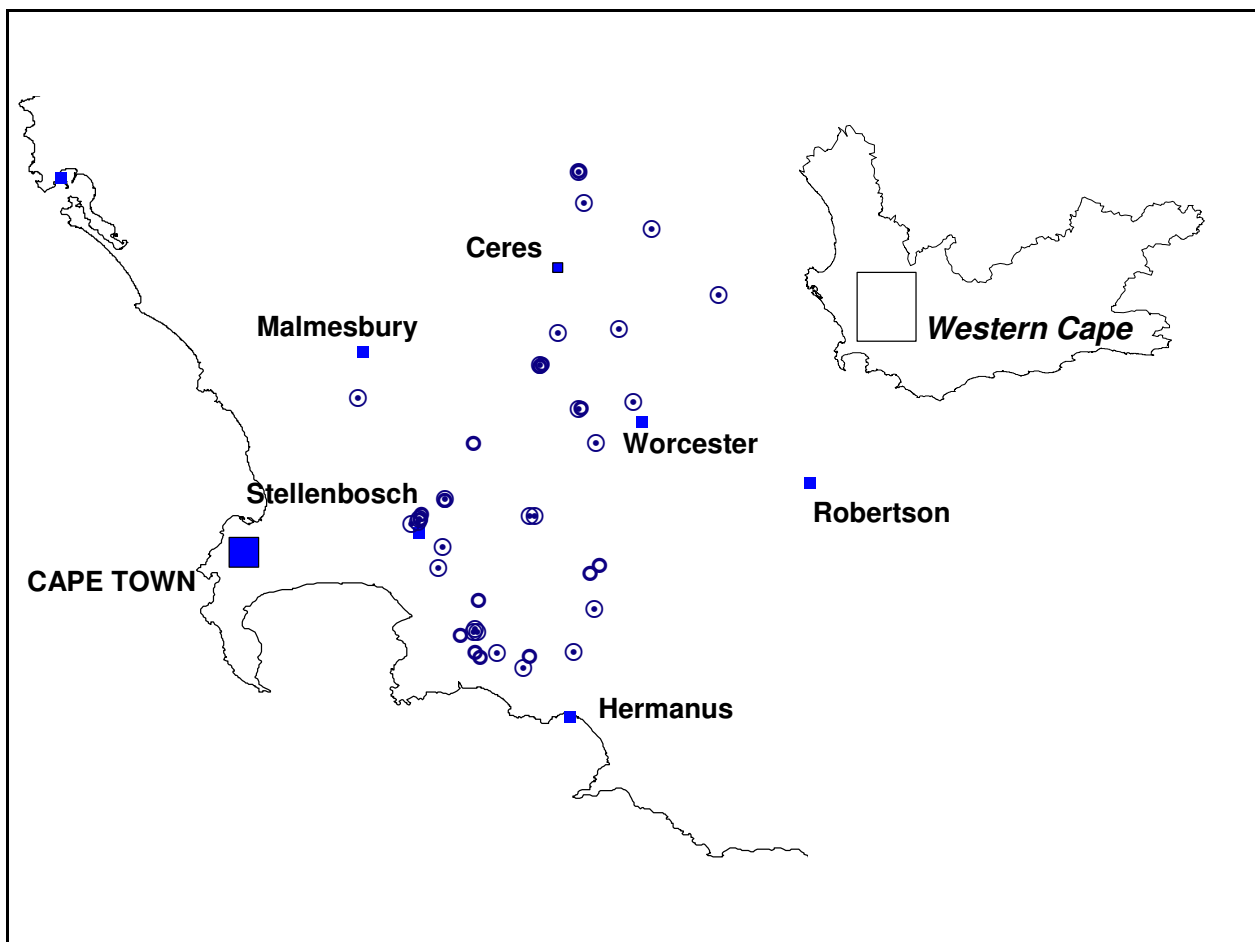 Ceres
Malmesbury
Western Cape
Worcester
Stellenbosch
Robertson
CAPE TOWN
Hermanus